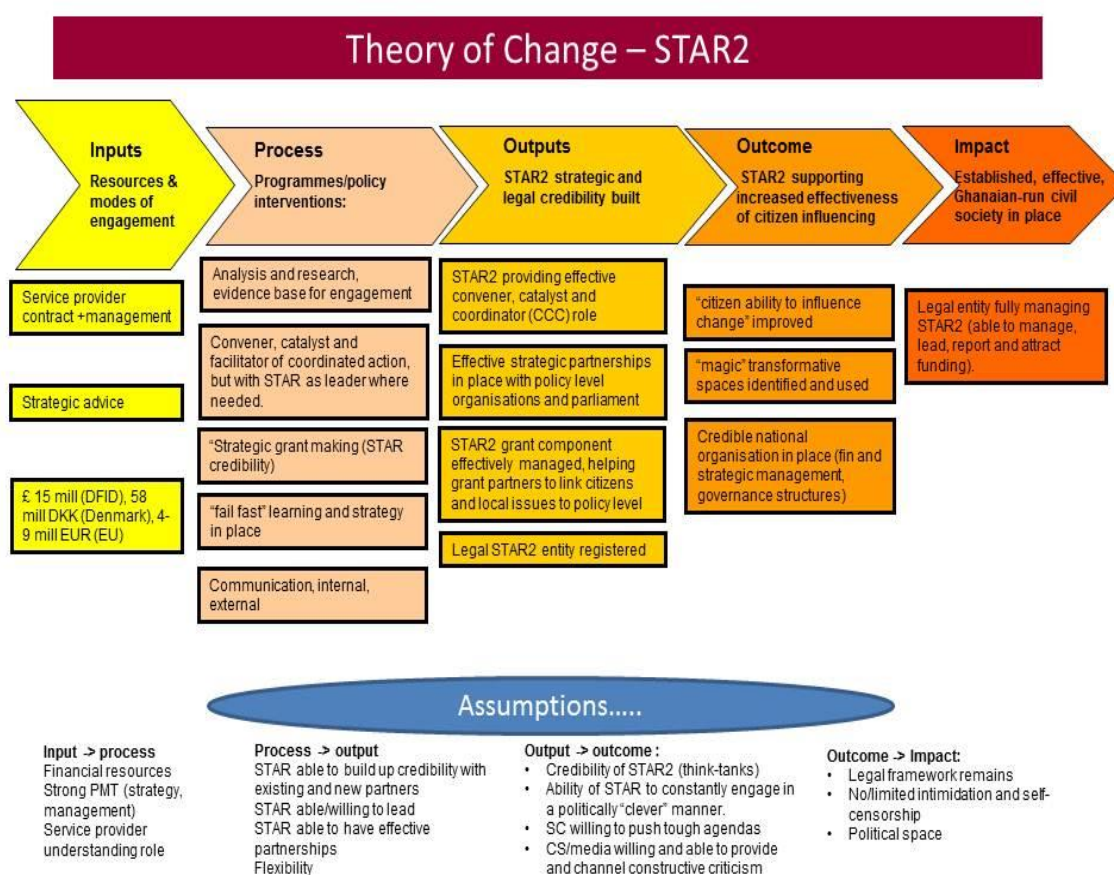 Theory of Change – STAR2
Inputs
Resources &
modes of
engagement
Process
Programmes/policy
interventions:
Outputs
STAR2 strategic and
legal credibility built
Outcome
STAR2 supporting
increased effectiveness
of citizen influencing
Impact
Established, effective,
Ghanaian-run civil
society in place
Service provider
contract +management
Strategic advice
£ 15 mill (DFID), 58
mill DKK (Denmark), 4-
9 mill EUR (EU)
Analysis and research,
evidence base for engagement
Convener, catalyst and
facilitator of coordinated action,
but with STAR as leader where
needed.
"Strategic grant making (STAR
credibility)
"fail fast" learning and strategy
in place
Communication, internal,
external
STAR2 providing effective
convener, catalyst and
coordinator (CCC) role
Effective strategic partnerships
in place with policy level
organisations and parliament
STAR2 grant component
effectively managed, helping
grant partners to link citizens
and local issues to policy level
Legal STAR2 entity registered
"citizen ability to influence
change" improved
"magic" transformative
spaces identified and used
Credible national
organisation in place (fin and
strategic management,
governance structures)
Legal entity fully managing
STAR2 (able to manage,
lead, report and attract
funding).
Assumptions.....
Input -> process
Financial resources
Strong PMT (strategy,
management)
Service provider
understanding role
Process -> output
STAR able to build up credibility with
existing and new partners
STAR able/willing to lead
STAR able to have effective
partnerships
Flexibility
Output -> outcome :
• Credibility of STAR2 (think-tanks)
• Ability of STAR to constantly engage in
a politically "clever" manner.
• SC willing to push tough agendas
• CS/media willing and able to provide
and channel constructive criticism
Outcome -> Impact:
• Legal framework remains
• No/limited intimidation and self-
censorship
• Political space